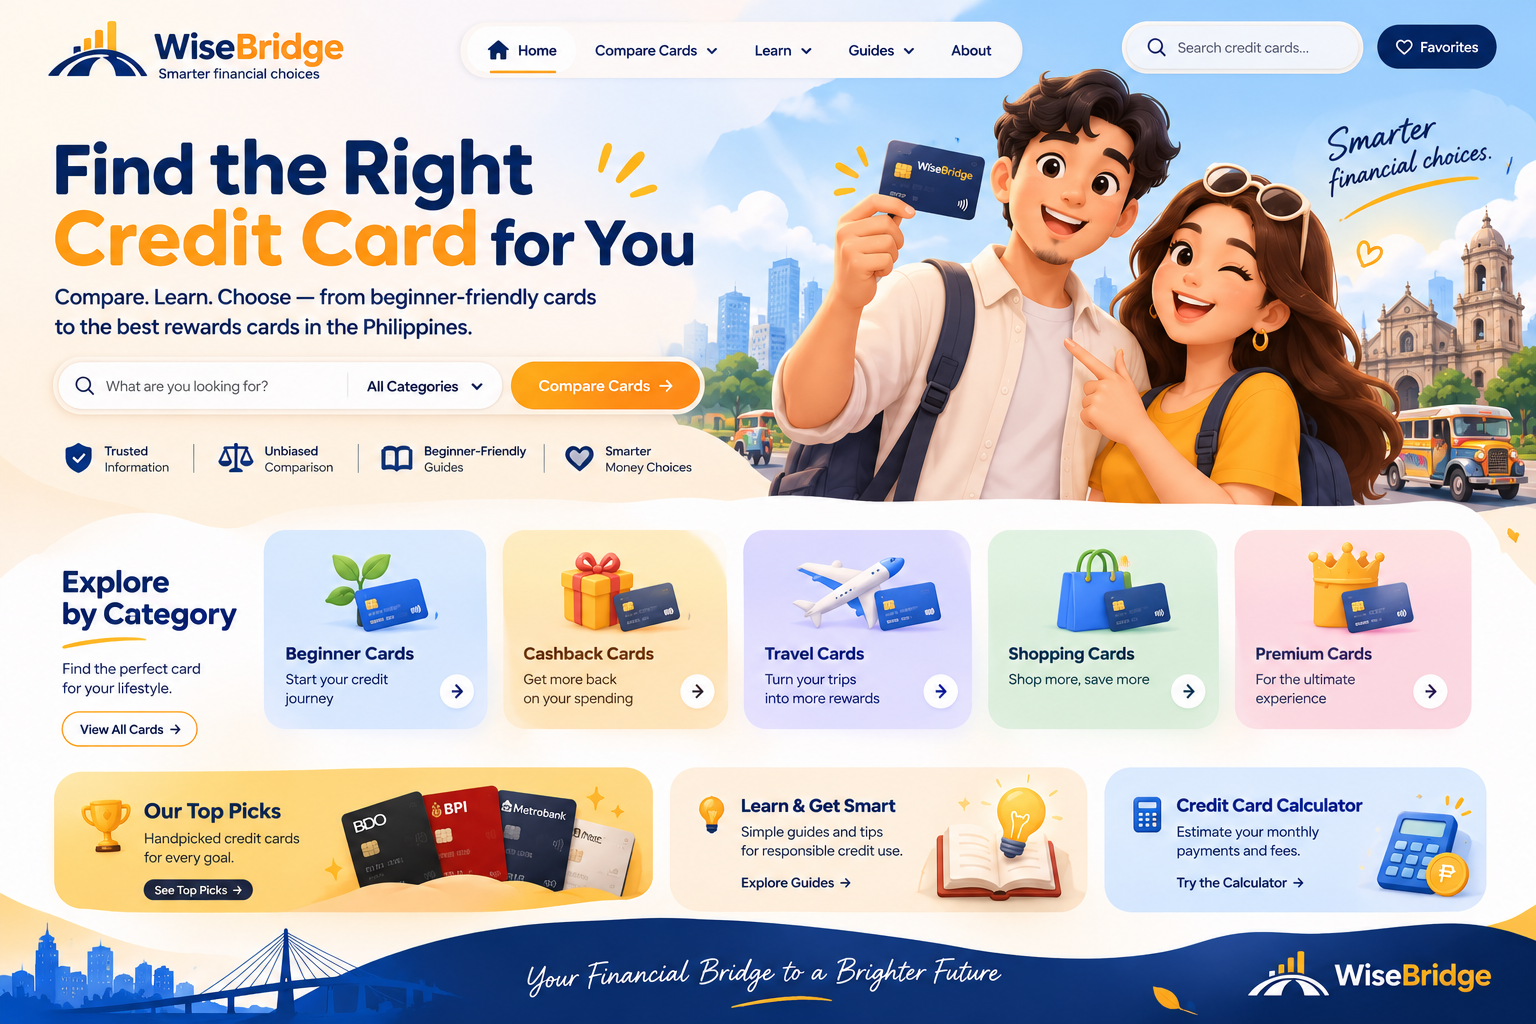 WiseBridge
Smarter financial choices
Home
Compare Cards
Learn
Guides
About
Search credit cards...
Favorites
Find the Right
Credit Card for You
Compare. Learn. Choose — from beginner-friendly cards
to the best rewards cards in the Philippines.
What are you looking for?
All Categories
Compare Cards →
Trusted
Information
Unbiased
Comparison
Beginner-Friendly
Guides
Smarter
Money Choices
WiseBridge
Smarter
financial choices.
Explore
by Category
Find the perfect card
for your lifestyle.
View All Cards →
Beginner Cards
Start your credit
journey
Cashback Cards
Get more back
on your spending
Travel Cards
Turn your trips
into more rewards
Shopping Cards
Shop more, save more
Premium Cards
For the ultimate
experience
Our Top Picks
Handpicked credit cards
for every goal.
See Top Picks →
BDO
BPI
Metrobank
Learn & Get Smart
Simple guides and tips
for responsible credit use.
Explore Guides →
Credit Card Calculator
Estimate your monthly
payments and fees.
Try the Calculator →
₱
Your Financial Bridge to a Brighter Future
WiseBridge